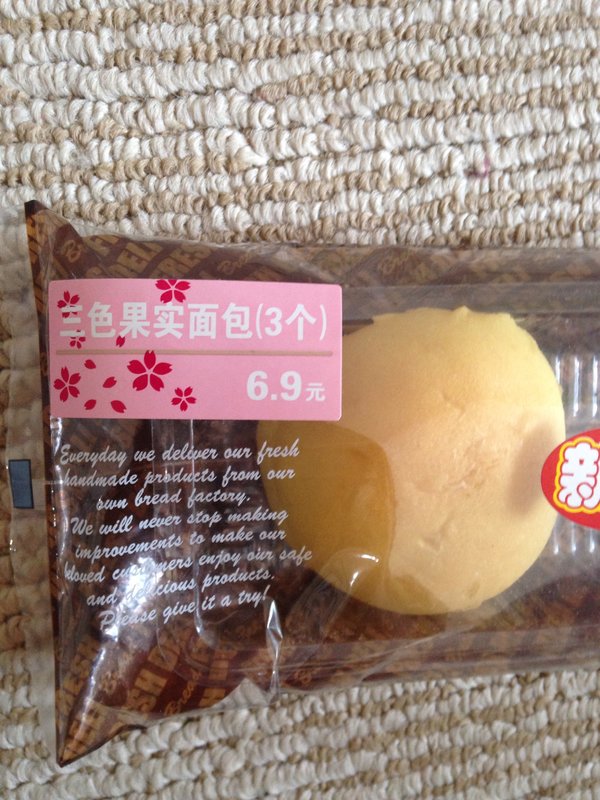 三色果实面包(3个)
6.9元
Everyday we deliver our fresh
handmade products from our
own bread factory.
We will never stop making
improvements to make our
beloved customers enjoy our safe
and delicious products.
Please give it a try!